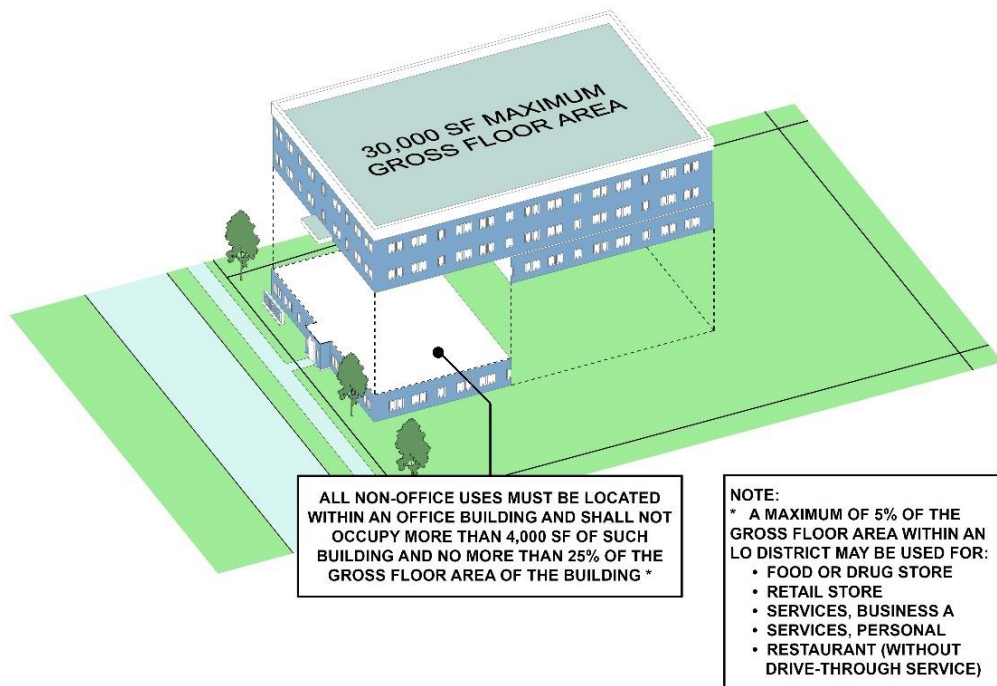 30,000 SF MAXIMUM
GROSS FLOOR AREA
ALL NON-OFFICE USES MUST BE LOCATED
WITHIN AN OFFICE BUILDING AND SHALL NOT
OCCUPY MORE THAN 4,000 SF OF SUCH
BUILDING AND NO MORE THAN 25% OF THE
GROSS FLOOR AREA OF THE BUILDING *
NOTE:
* A MAXIMUM OF 5% OF THE
GROSS FLOOR AREA WITHIN AN
LO DISTRICT MAY BE USED FOR:
• FOOD OR DRUG STORE
• RETAIL STORE
• SERVICES, BUSINESS A
• SERVICES, PERSONAL
• RESTAURANT (WITHOUT
DRIVE-THROUGH SERVICE)